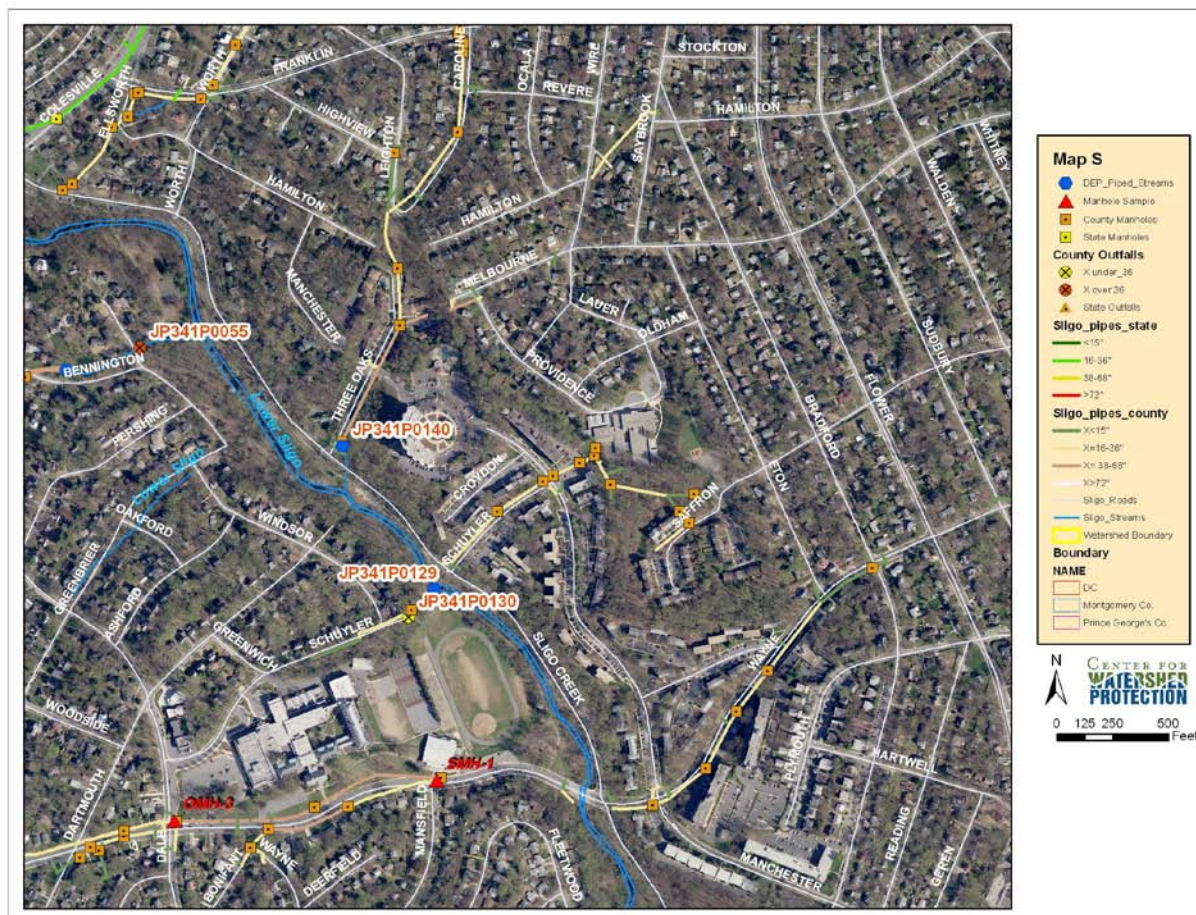 COLESVILLE
ELLSWORTH
WORTH
FRANKLIN
HIGHVIEW
LEIGHTON
CAROLINE
OCALA
REVERE
WIRE
STOCKTON
SAYBROOK
HAMILTON
WHITNEY
WORTH
HAMILTON
HAMILTON
MANCHESTER
MELBOURNE
LAUER
OLDHAM
PROVIDENCE
SUDBURY
FLOWER
BRADFORD
ETON
JP341P0055
BENNINGTON
PERSHING
THREE OAKS
Lower Sligo
JP341P0140
CROYDON
SCHUYLER
SAFFRON
OAKFORD
WINDSOR
GREENBRIER
ASHFORD
JP341P0129
JP341P0130
SCHUYLER
GREENWICH
SLIGO CREEK
WAYNE
WOODSIDE
DARTMOUTH
PLYMOUTH
HARTWELL
SMH-1
OMH-3
DALE
MANSFIELD
BONIFANT
WAYNE
DEERFIELD
FLEETWOOD
MANCHESTER
READING
GEREN
Map S
DEP_Piped_Streams
Manhole Sample
County Manholes
State Manholes
County Outfalls
X under_36
X over 36
State Outfalls
Sligo_pipes_state
<15"
16-36"
38-68"
>72"
Sligo_pipes_county
X<15"
X=16-36"
X= 38-68"
X>72"
Sligo_Roads
Sligo_Streams
Watershed Boundary
Boundary
NAME
DC
Montgomery Co.
Prince George's Co.
N
CENTER FOR
WATERSHED
PROTECTION
0 125 250 500
Feet